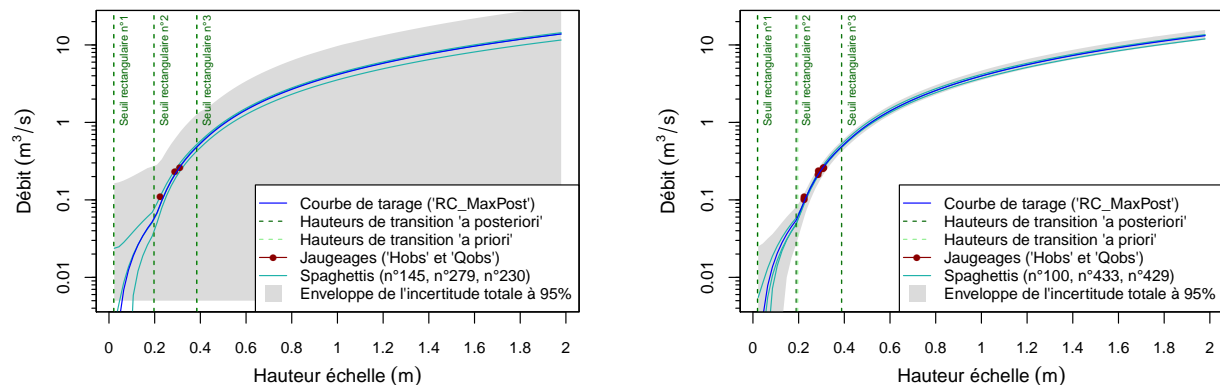 Débit (m³/s)
10
1
0.1
0.01
Seuil rectangulaire n°1
Seuil rectangulaire n°2
Seuil rectangulaire n°3
Courbe de tarage ('RC_MaxPost')
Hauteurs de transition 'a posteriori'
Hauteurs de transition 'a priori'
Jaugeages ('Hobs' et 'Qobs')
Spaghettis (n°145, n°279, n°230)
Enveloppe de l'incertitude totale à 95%
0 0.2 0.4 0.6 0.8 1 1.2 1.4 1.6 1.8 2
Hauteur échelle (m)
Débit (m³/s)
10
1
0.1
0.01
Seuil rectangulaire n°1
Seuil rectangulaire n°2
Seuil rectangulaire n°3
Courbe de tarage ('RC_MaxPost')
Hauteurs de transition 'a posteriori'
Hauteurs de transition 'a priori'
Jaugeages ('Hobs' et 'Qobs')
Spaghettis (n°100, n°433, n°429)
Enveloppe de l'incertitude totale à 95%
0 0.2 0.4 0.6 0.8 1 1.2 1.4 1.6 1.8 2
Hauteur échelle (m)